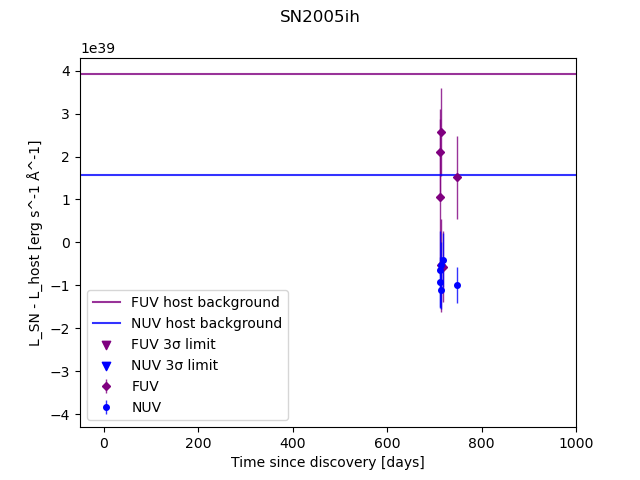 SN2005ih
1e39
4
3
2
1
0
−1
−2
−3
−4
L_SN - L_host [erg s^-1 Å^-1]
FUV host background
NUV host background
FUV 3σ limit
NUV 3σ limit
FUV
NUV
0 200 400 600 800 1000
Time since discovery [days]